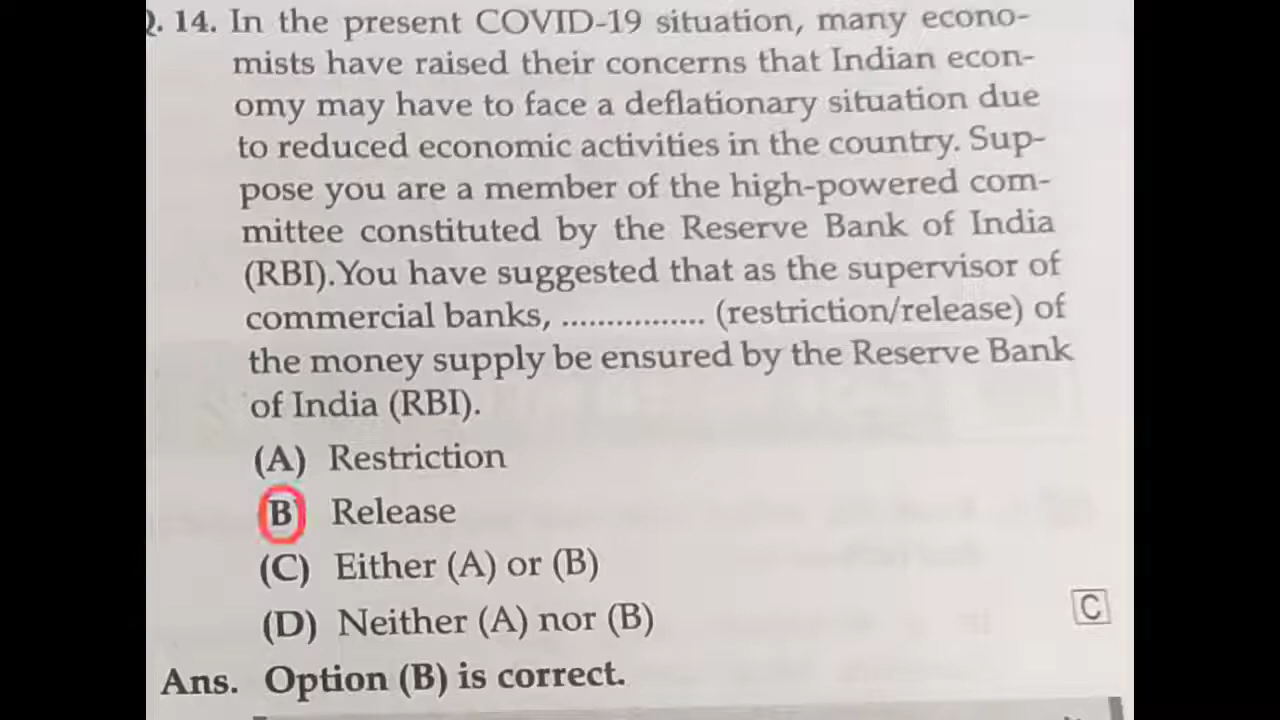 Q. 14. In the present COVID-19 situation, many econo-
mists have raised their concerns that Indian econ-
omy may have to face a deflationary situation due
to reduced economic activities in the country. Sup-
pose you are a member of the high-powered com-
mittee constituted by the Reserve Bank of India
(RBI). You have suggested that as the supervisor of
commercial banks, ................ (restriction/release) of
the money supply be ensured by the Reserve Bank
of India (RBI).
(A) Restriction
(B) Release
(C) Either (A) or (B)
(D) Neither (A) nor (B)
C
Ans. Option (B) is correct.